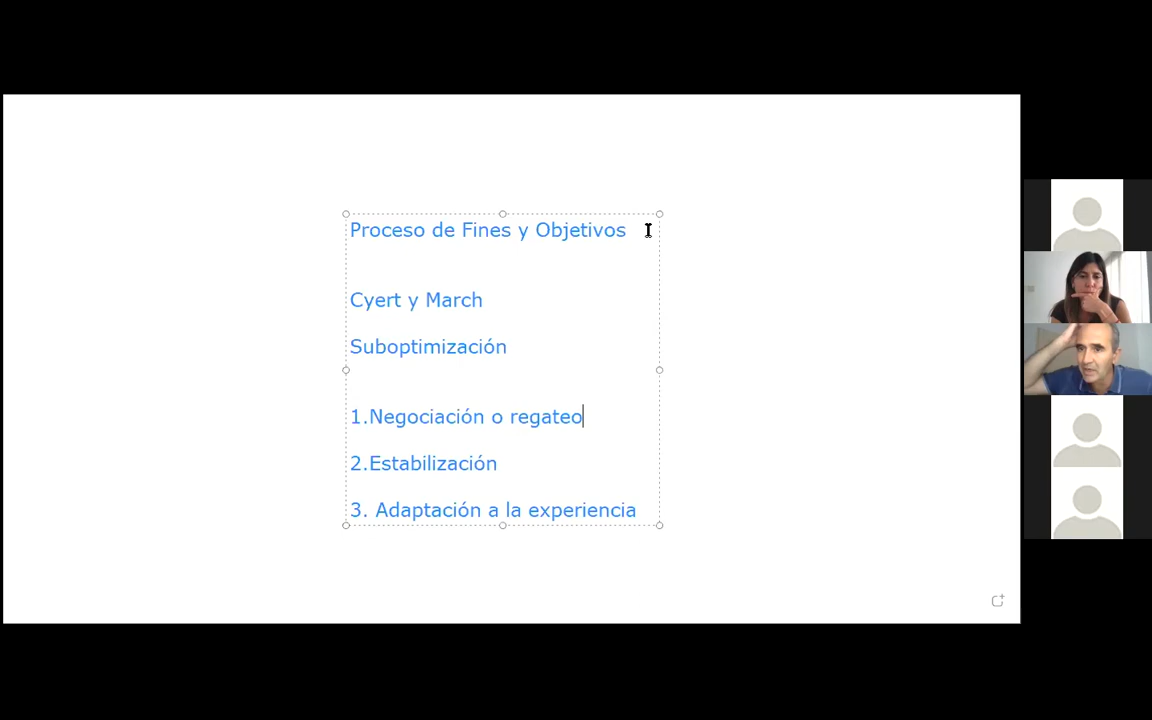 Proceso de Fines y Objetivos
Cyert y March
Suboptimización
1.Negociación o regateo
2.Estabilización
3. Adaptación a la experiencia